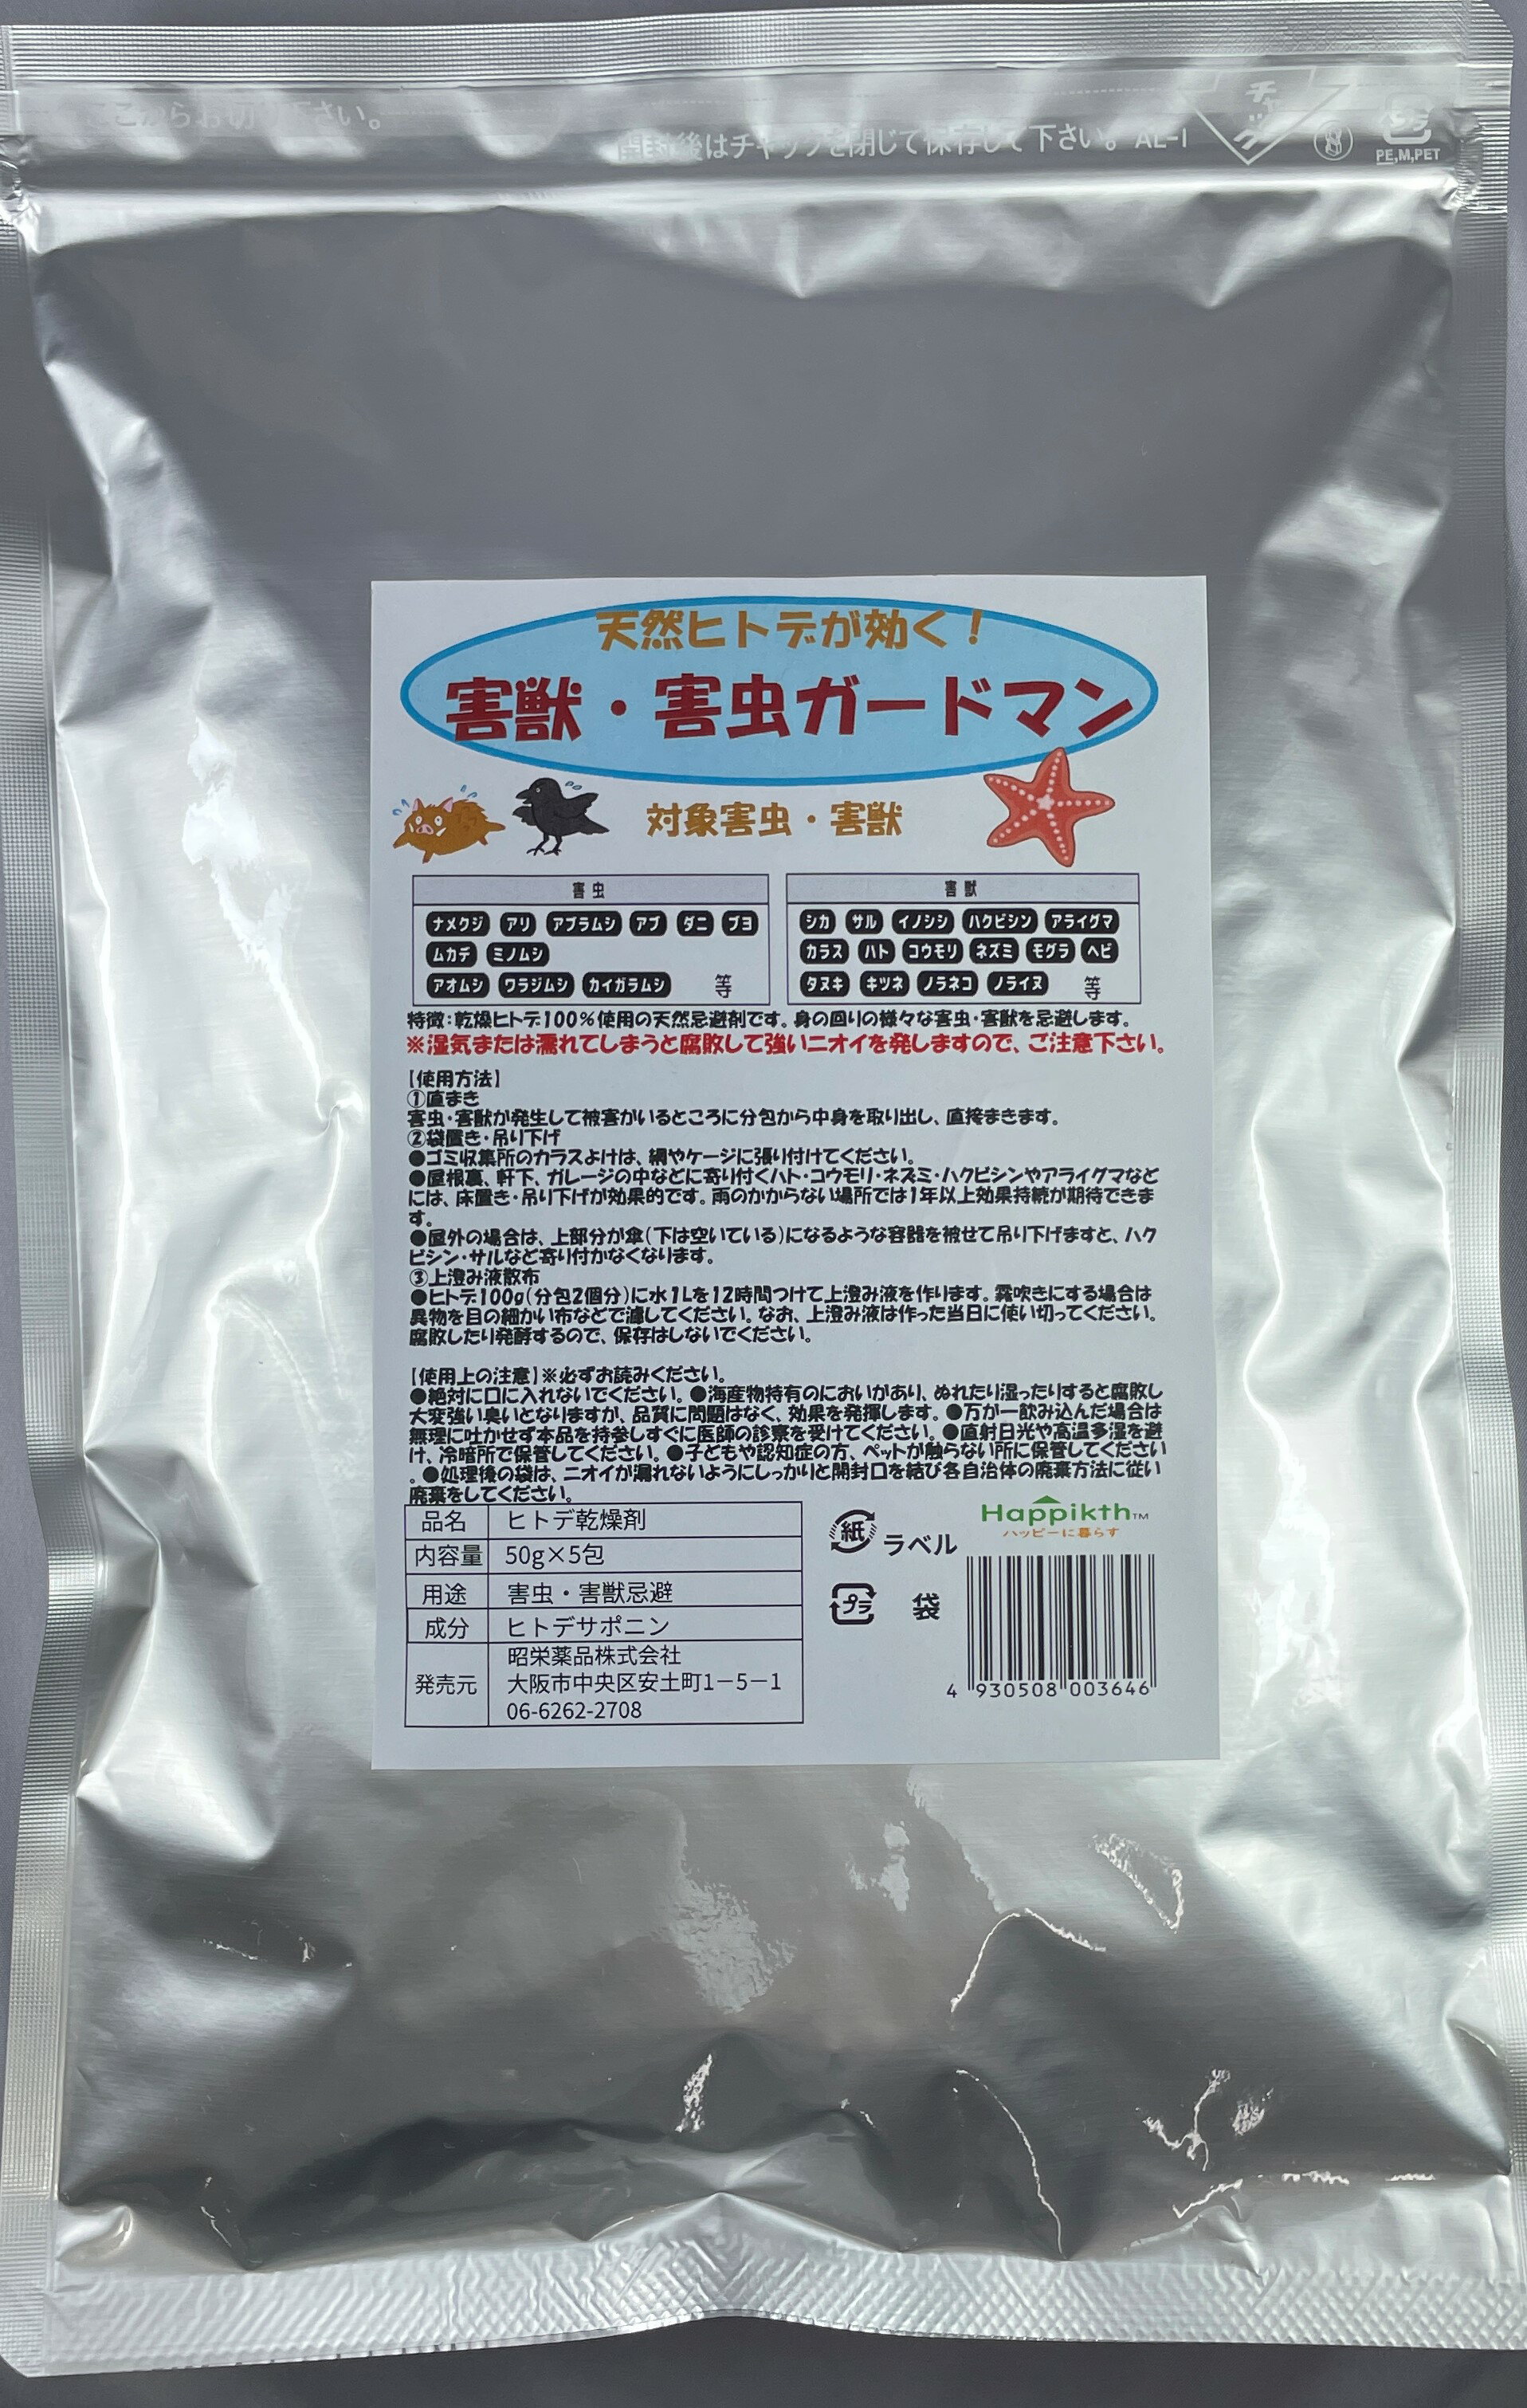 ここからお切り下さい。
開封後はチャックを閉じて保存して下さい。AL-I
チャック
PE,M,PET
天然ヒトデが効く！
害獣・害虫ガードマン
対象害虫・害獣
害虫
ナメクジ アリ アブラムシ アブ ダニ ブヨ
ムカデ ミノムシ
アオムシ ワラジムシ カイガラムシ 等
害獣
シカ サル イノシシ ハクビシン アライグマ
カラス ハト コウモリ ネズミ モグラ ヘビ
タヌキ キツネ ノラネコ ノライヌ 等
特徴：乾燥ヒトデ100％使用の天然忌避剤です。身の回りの様々な害虫・害獣を忌避します。
※湿気または濡れてしまうと腐敗して強いニオイを発しますので、ご注意下さい。
【使用方法】
①直まき
害虫・害獣が発生して被害がいるところに分包から中身を取り出し、直接まきます。
②袋置き・吊り下げ
●ゴミ収集所のカラスよけは、網やケージに張り付けてください。
●屋根裏、軒下、ガレージの中などに寄り付くハト・コウモリ・ネズミ・ハクビシンやアライグマなど
には、床置き・吊り下げが効果的です。雨のかからない場所では1年以上効果持続が期待できま
す。
●屋外の場合は、上部分が傘（下は空いている）になるような容器を被せて吊り下げますと、ハク
ビシン・サルなど寄り付かなくなります。
③上澄み液散布
●ヒトデ100g（分包2個分）に水1Lを12時間つけて上澄み液を作ります。霧吹きにする場合は
異物を目の細かい布などで濾してください。なお、上澄み液は作った当日に使い切ってください。
腐敗したり発酵するので、保存はしないでください。
【使用上の注意】※必ずお読みください。
●絶対に口に入れないでください。●海産物特有のにおいがあり、ぬれたり湿ったりすると腐敗し
大変強い臭いとなりますが、品質に問題はなく、効果を発揮します。●万が一飲み込んだ場合は
無理に吐かせず本品を持参しすぐに医師の診察を受けてください。●直射日光や高温多湿を避
け、冷暗所で保管してください。●子どもや認知症の方、ペットが触らない所に保管してください
。●処理後の袋は、ニオイが漏れないようにしっかりと開封口を結び各自治体の廃棄方法に従い
廃棄をしてください。
品名 ヒトデ乾燥剤
内容量 50g×5包
用途 害虫・害獣忌避
成分 ヒトデサポニン
発売元 昭栄薬品株式会社
大阪市中央区安土町1－5－1
06-6262-2708
紙 ラベル
プラ 袋
Happikth TM
ハッピーに暮らす
4 930508 003646